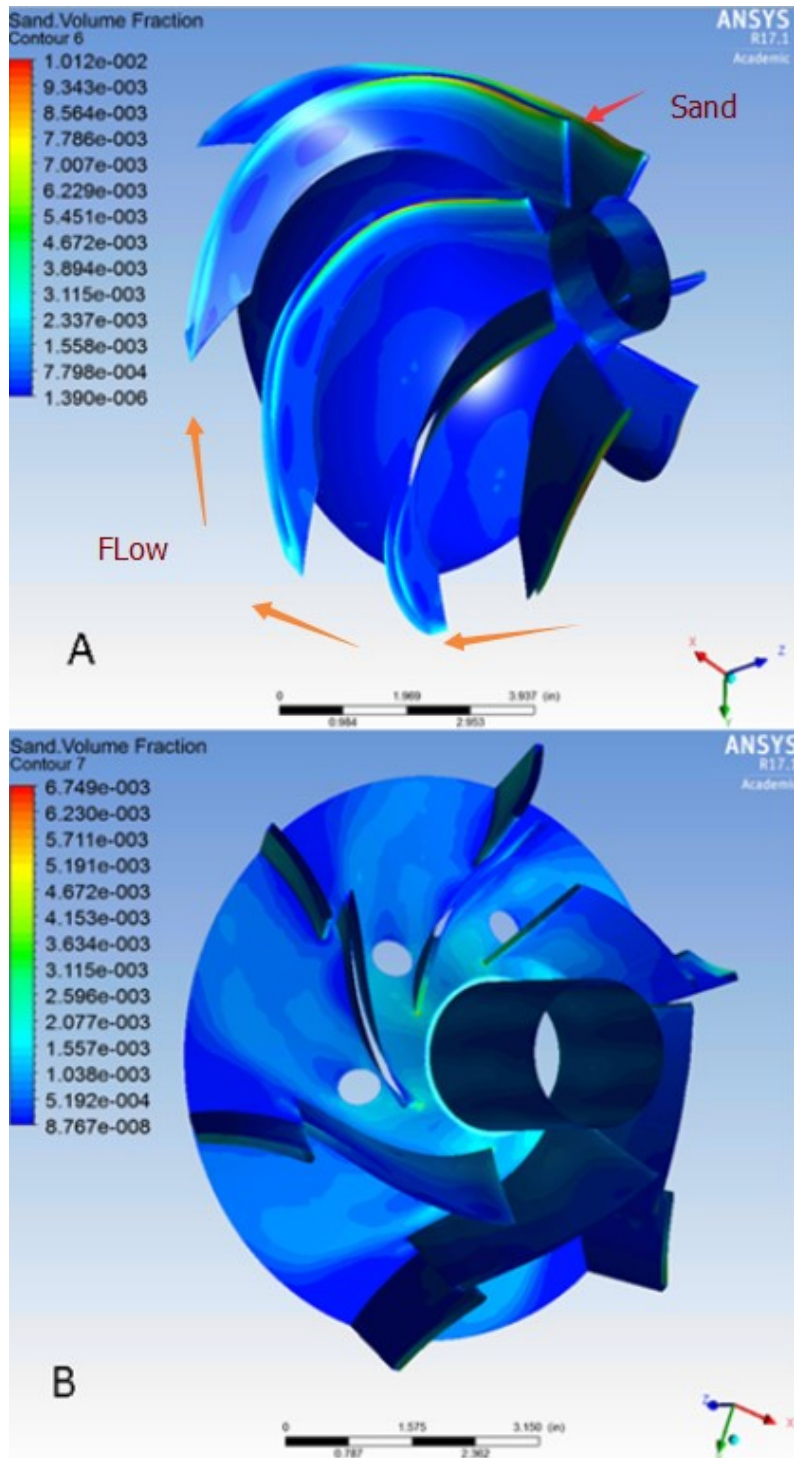 Sand.Volume Fraction
Contour 6
1.012e-002
9.343e-003
8.564e-003
7.786e-003
7.007e-003
6.229e-003
5.451e-003
4.672e-003
3.894e-003
3.115e-003
2.337e-003
1.558e-003
7.798e-004
1.390e-006
ANSYS
R17.1
Academic
Sand
FLow
A
0 1.969 3.937 (in)
0.984 2.953
X Z
Y
Sand.Volume Fraction
Contour 7
6.749e-003
6.230e-003
5.711e-003
5.191e-003
4.672e-003
4.153e-003
3.634e-003
3.115e-003
2.596e-003
2.077e-003
1.557e-003
1.038e-003
5.192e-004
8.767e-008
ANSYS
R17.1
Academic
B
0 1.575 3.150 (in)
0.787 2.362
Z X